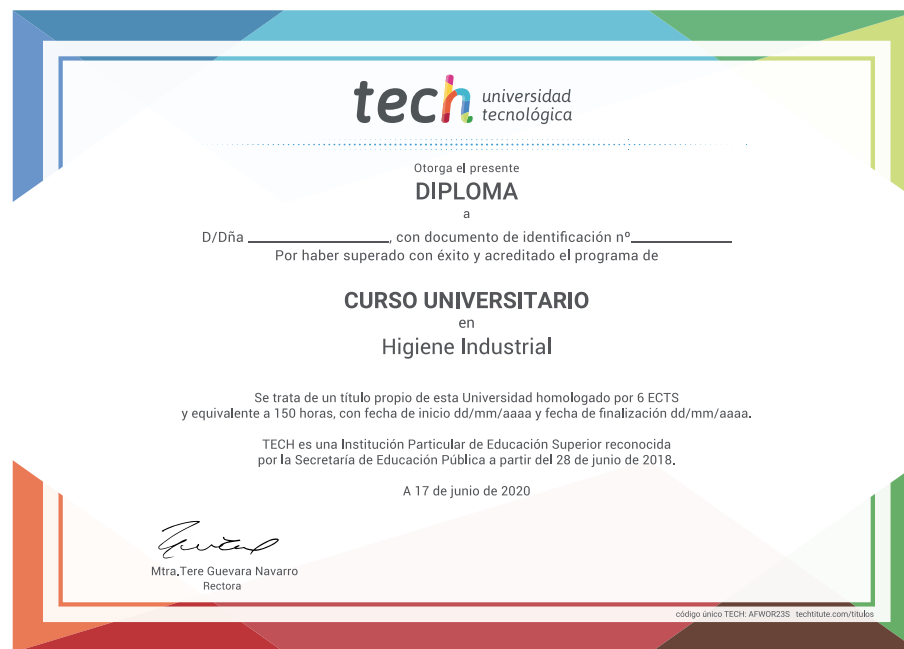 tech universidad
tecnológica
Otorga el presente
DIPLOMA
a
D/Dña ____________________, con documento de identificación nº______________
Por haber superado con éxito y acreditado el programa de
CURSO UNIVERSITARIO
en
Higiene Industrial
Se trata de un título propio de esta Universidad homologado por 6 ECTS
y equivalente a 150 horas, con fecha de inicio dd/mm/aaaa y fecha de finalización dd/mm/aaaa.
TECH es una Institución Particular de Educación Superior reconocida
por la Secretaría de Educación Pública a partir del 28 de junio de 2018.
A 17 de junio de 2020
Mtra.Tere Guevara Navarro
Rectora
código único TECH: AFWOR23S techtitute.com/títulos